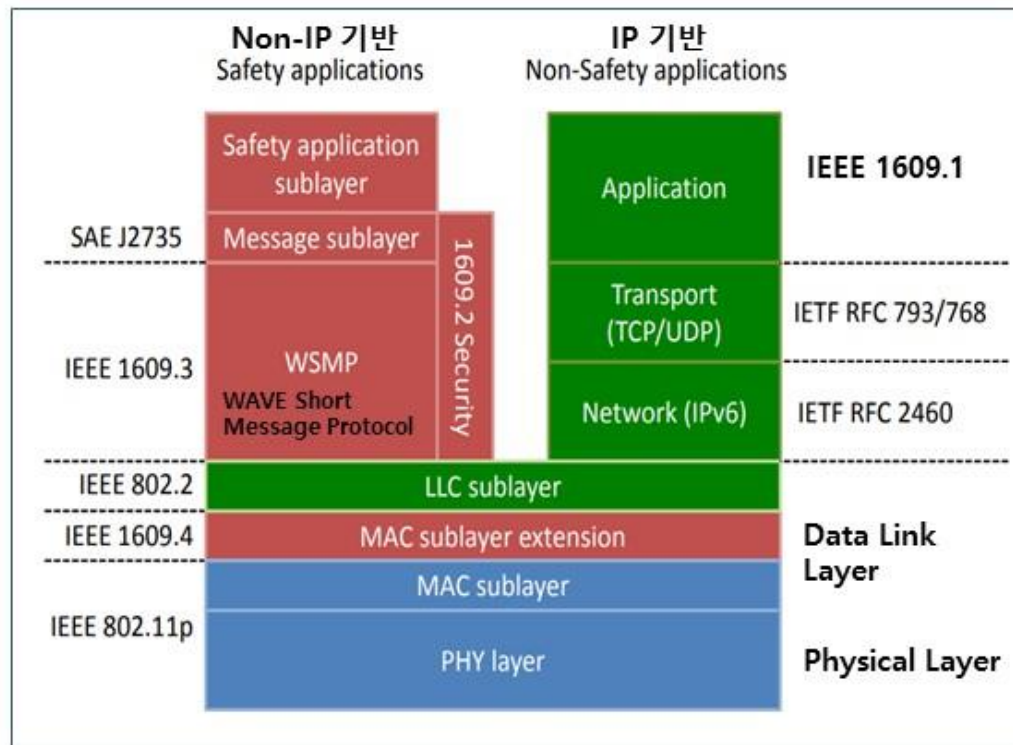 Non-IP 기반
Safety applications
IP 기반
Non-Safety applications
Safety application
sublayer
Application
IEEE 1609.1
SAE J2735
Message sublayer
1609.2 Security
Transport
(TCP/UDP)
IETF RFC 793/768
IEEE 1609.3
WSMP
WAVE Short
Message Protocol
Network (IPv6)
IETF RFC 2460
IEEE 802.2
LLC sublayer
IEEE 1609.4
MAC sublayer extension
Data Link
Layer
MAC sublayer
IEEE 802.11p
PHY layer
Physical Layer